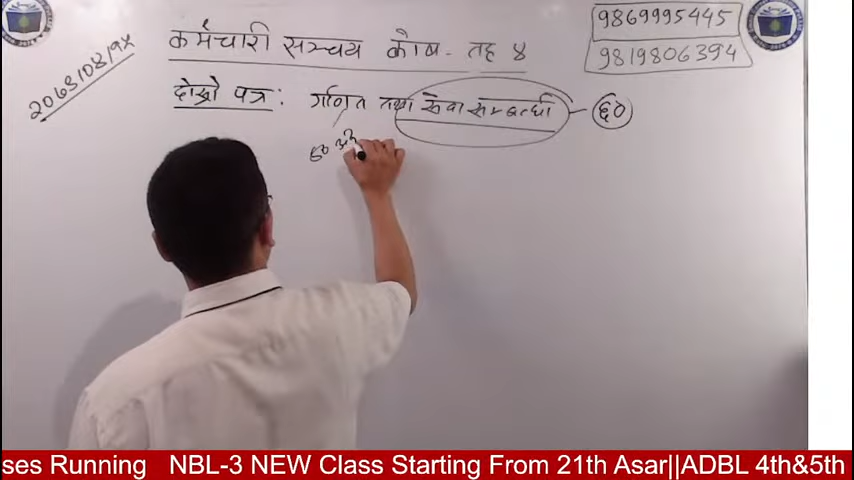 9869995445
9819806394
कर्मचारी सञ्चय कोष - तह ४
दोस्रो पत्र : गणित तथा सेवा सम्बन्धी - ६०
ses Running NBL-3 NEW Class Starting From 21th Asar||ADBL 4th&5th